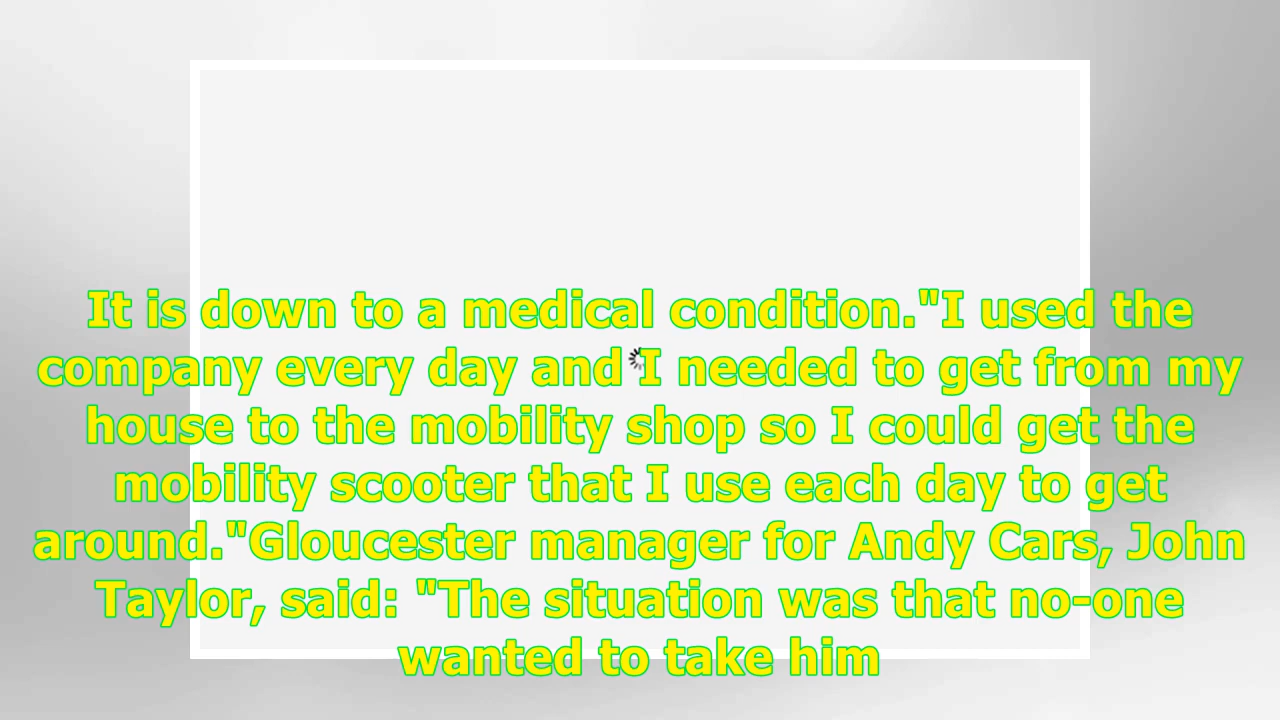 It is down to a medical condition."I used the
company every day and I needed to get from my
house to the mobility shop so I could get the
mobility scooter that I use each day to get
around."Gloucester manager for Andy Cars, John
Taylor, said: "The situation was that no-one
wanted to take him